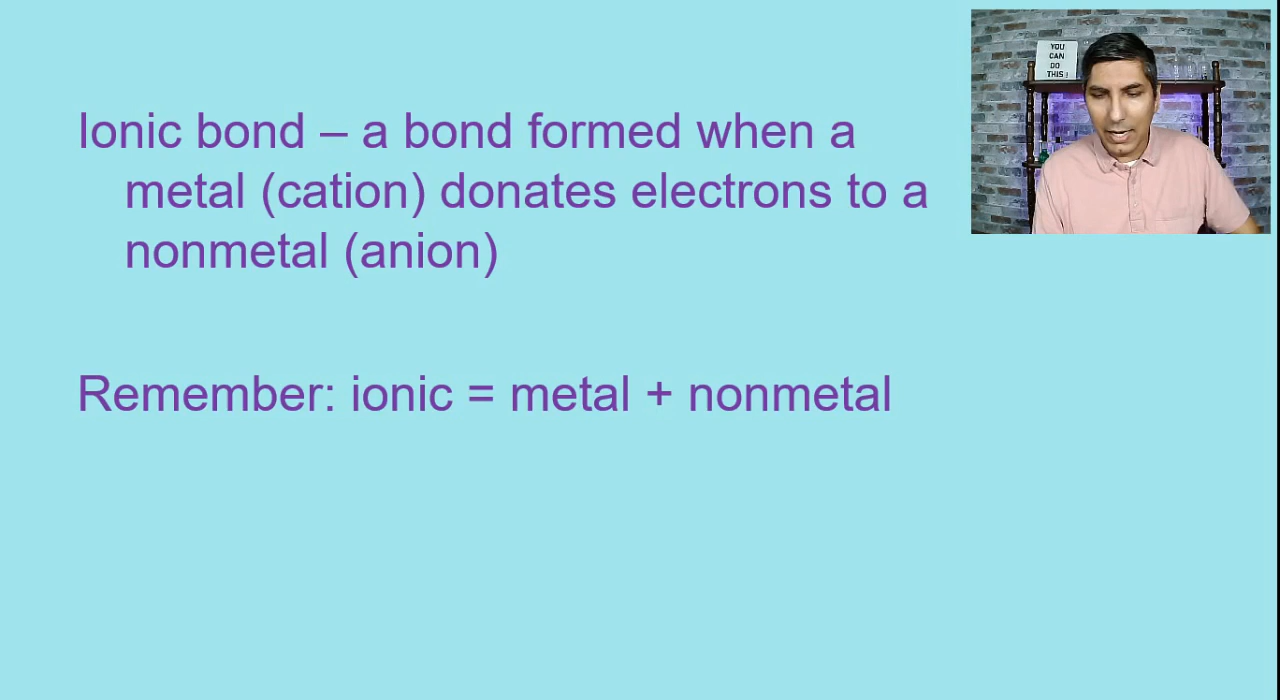 Ionic bond – a bond formed when a
metal (cation) donates electrons to a
nonmetal (anion)
Remember: ionic = metal + nonmetal
YOU
CAN
DO
THIS!